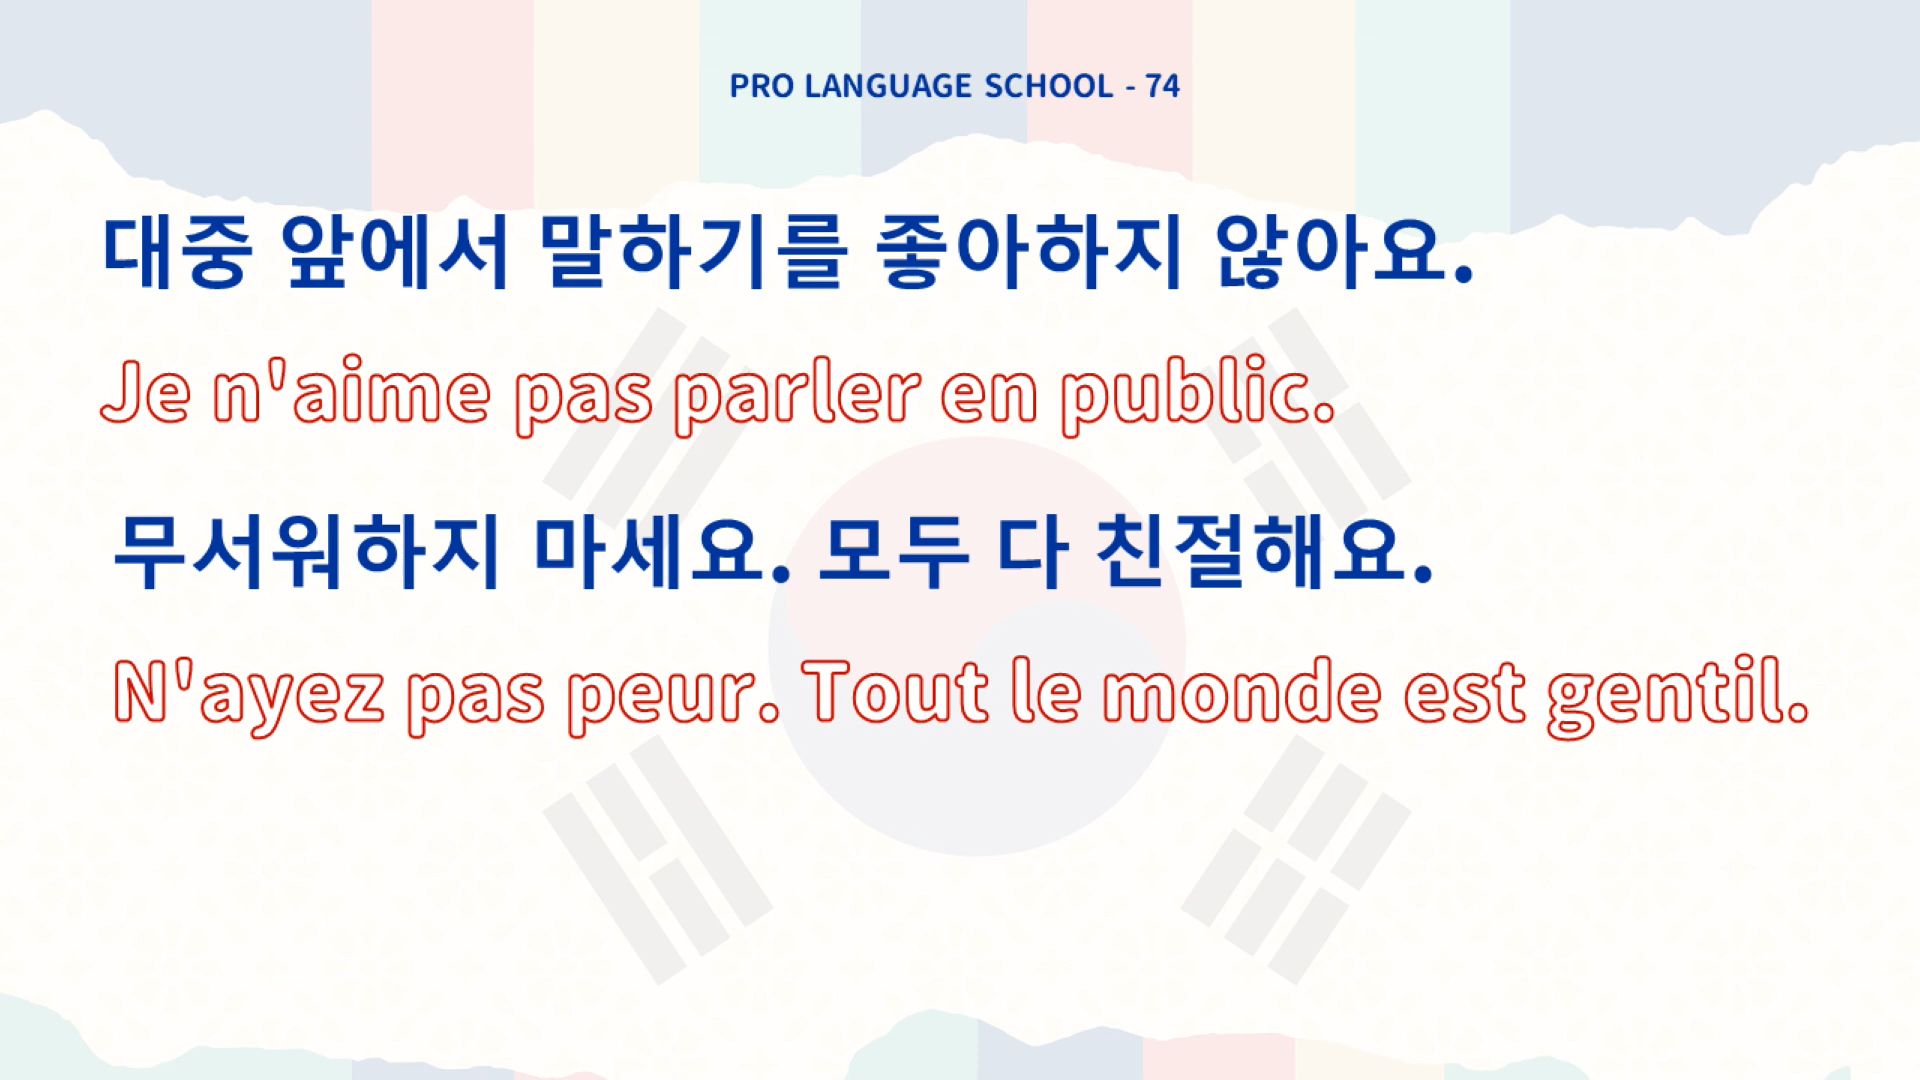 PRO LANGUAGE SCHOOL - 74
대중 앞에서 말하기를 좋아하지 않아요.
Je n'aime pas parler en public.
무서워하지 마세요. 모두 다 친절해요.
N'ayez pas peur. Tout le monde est gentil.